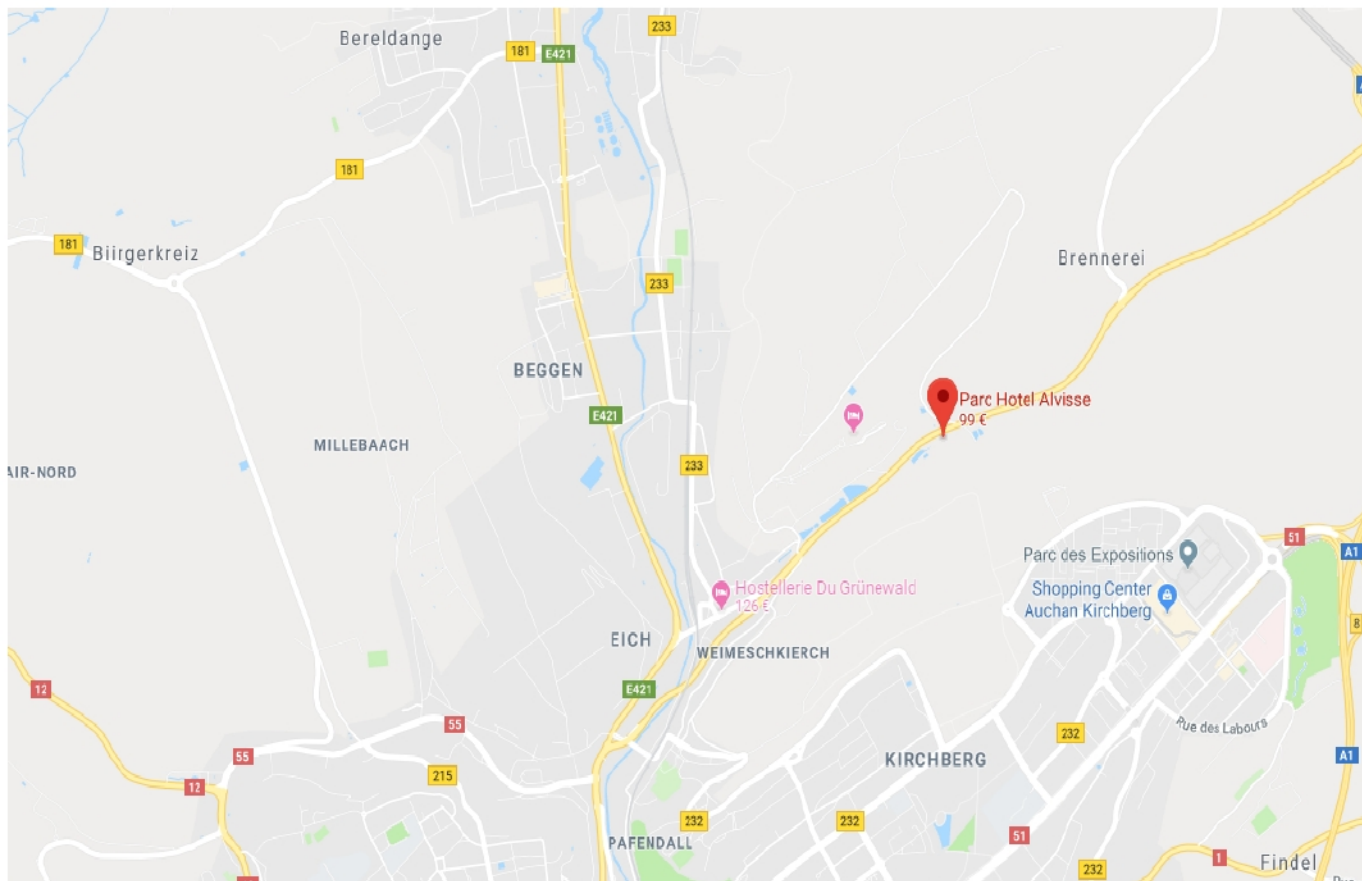 233
Bereldange
181
E421
181
181
Biirgerkreiz
Brennerei
233
BEGGEN
Parc Hotel Alvisse
99 €
E421
MILLEBAACH
AIR-NORD
233
51
A1
Parc des Expositions
Shopping Center
Auchan Kirchberg
Hostellerie Du Grünewald
126 €
8
EICH
WEIMESCHKIERCH
12
E421
55
Rue des Labours
232
55
KIRCHBERG
A1
215
12
232
232
51
PAFENDALL
1
Findel
232